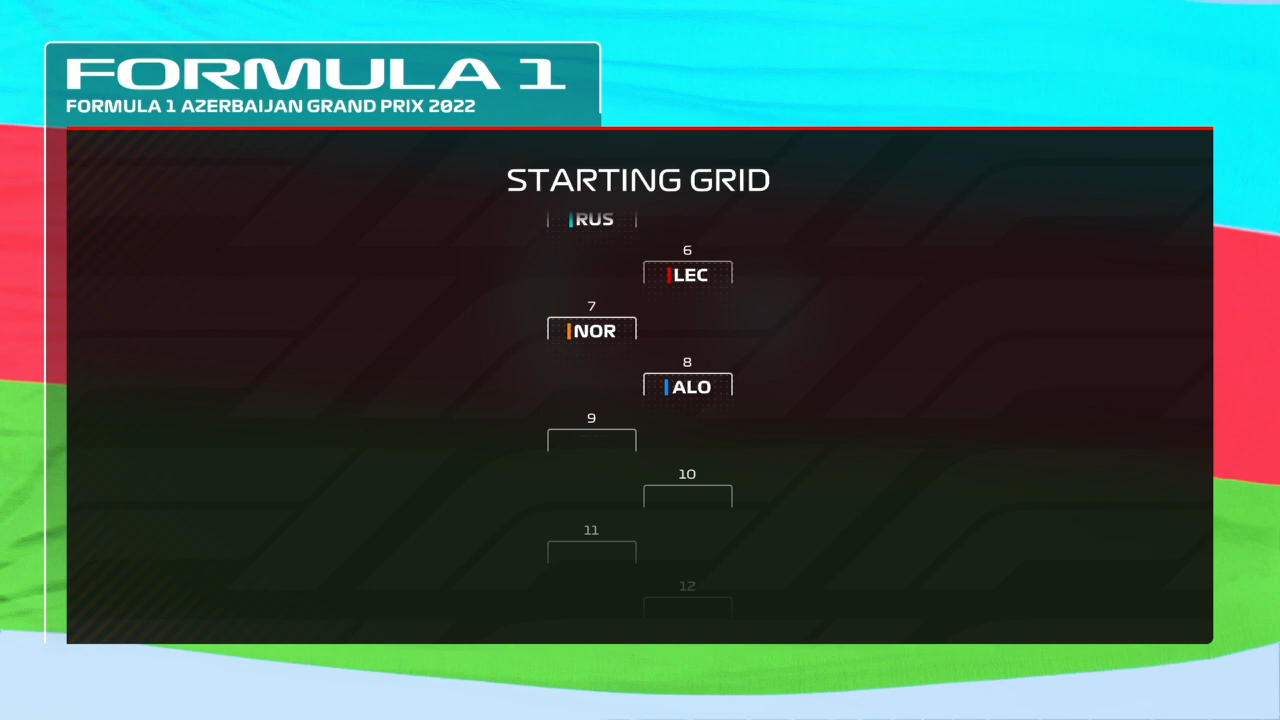 FORMULA 1
FORMULA 1 AZERBAIJAN GRAND PRIX 2022
STARTING GRID
RUS
6
LEC
7
NOR
8
ALO
9
10
11
12